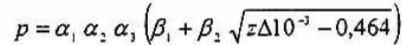 p = α₁ α₂ α₃ (β₁ + β₂ √(zΔ10⁻³ – 0,464))